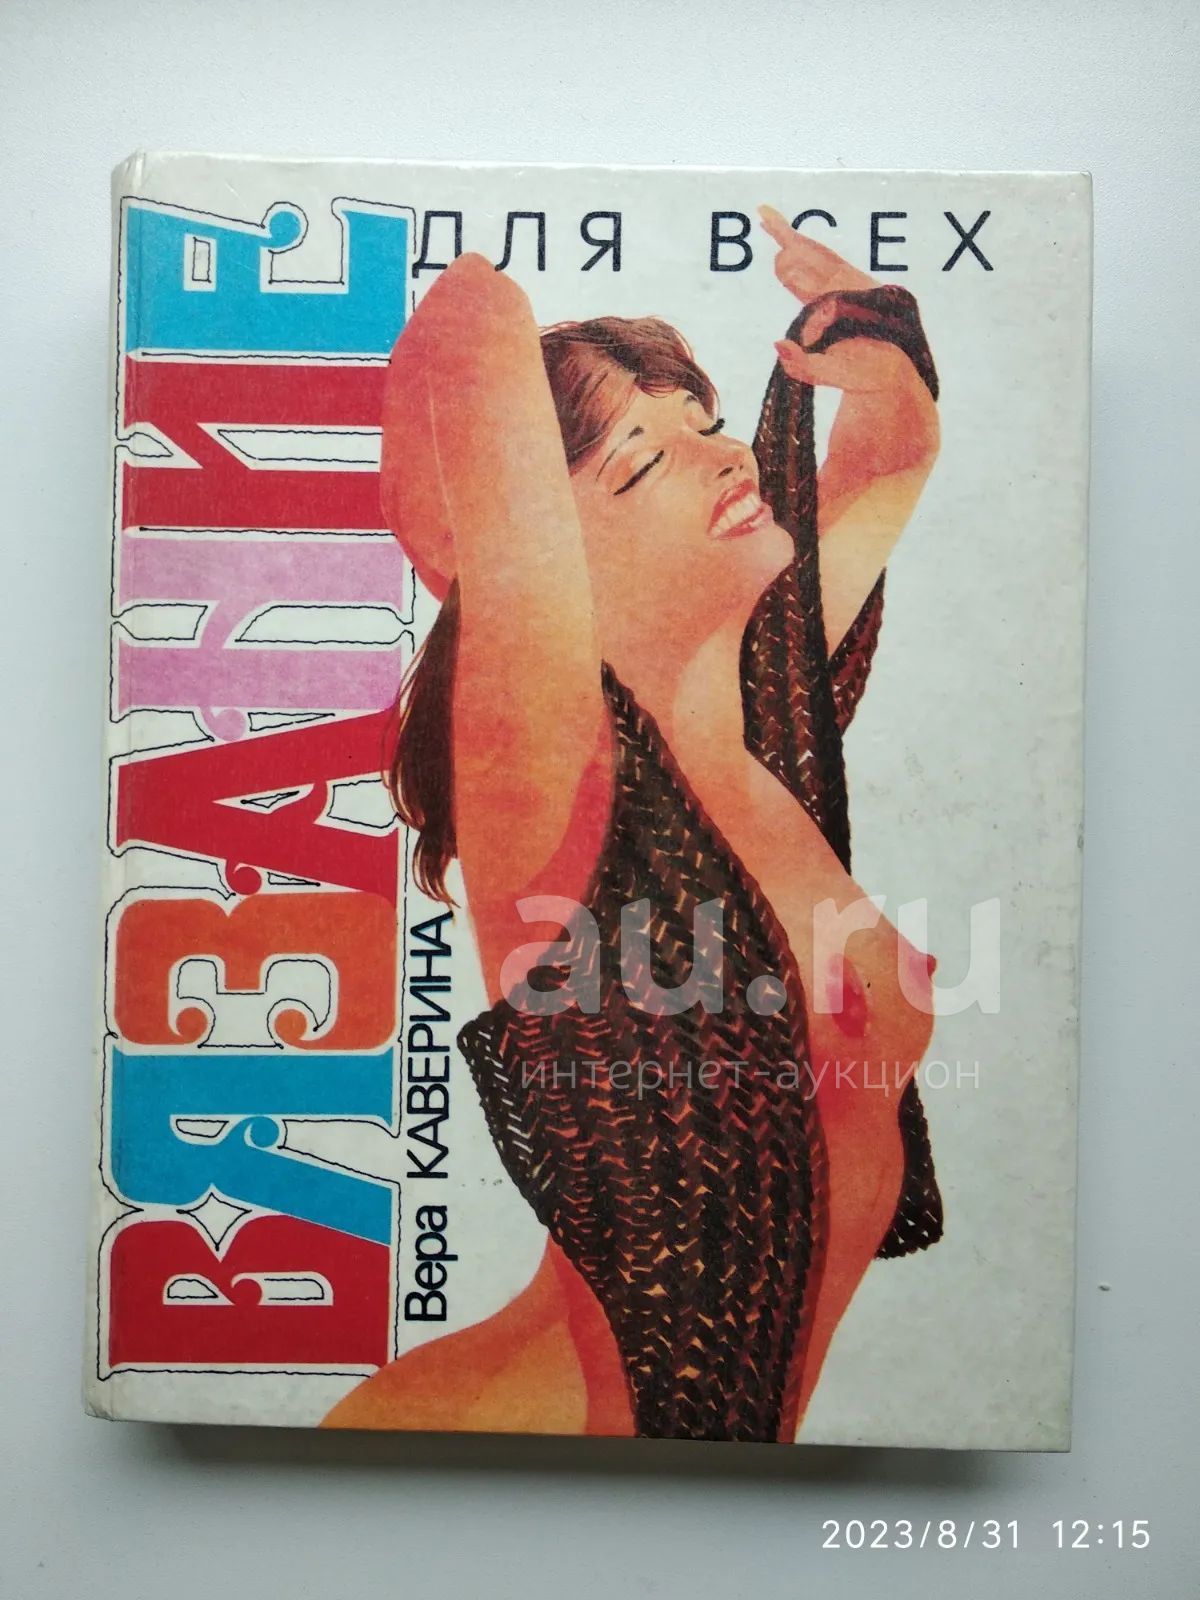 ВЯЗАНИЕ
ДЛЯ ВСЕХ
Вера КАВЕРИНА
au.ru
интернет-аукцион
2023/8/31 12:15